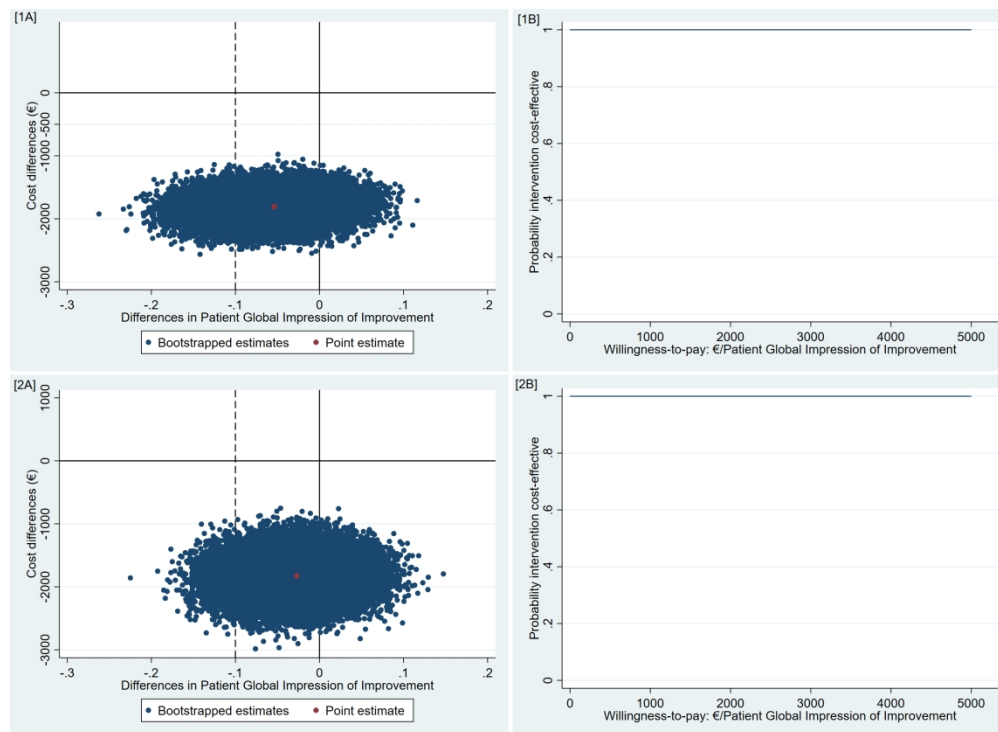 [1A]
Cost differences (€)
0
-500
-1000
-2000
-3000
-.3
-.2
-.1
0
.1
.2
Differences in Patient Global Impression of Improvement
Bootstrapped estimates
Point estimate
[1B]
Probability intervention cost-effective
1
.8
.6
.4
.2
0
0
1000
2000
3000
4000
5000
Willingness-to-pay: €/Patient Global Impression of Improvement
[2A]
Cost differences (€)
1000
0
-1000
-2000
-3000
-.3
-.2
-.1
0
.1
.2
Differences in Patient Global Impression of Improvement
Bootstrapped estimates
Point estimate
[2B]
Probability intervention cost-effective
1
.8
.6
.4
.2
0
0
1000
2000
3000
4000
5000
Willingness-to-pay: €/Patient Global Impression of Improvement